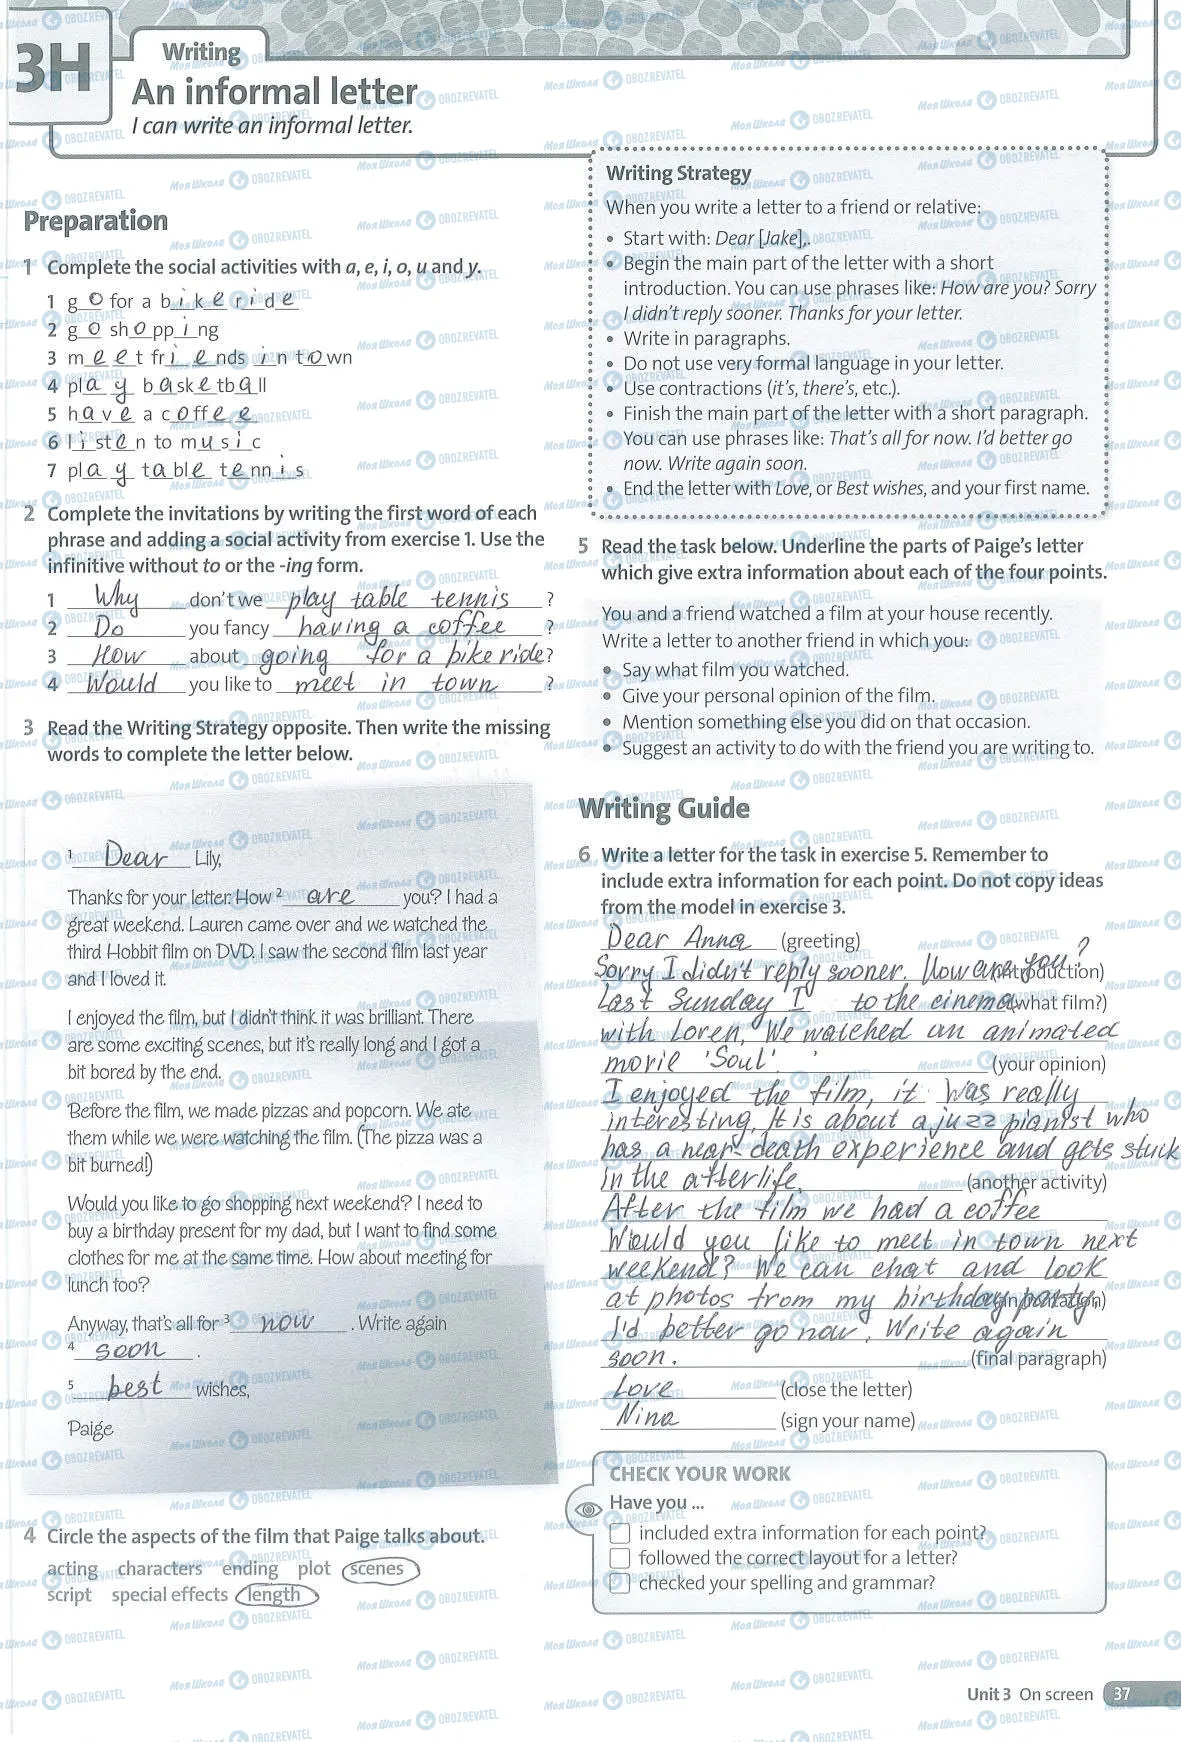 3H
Writing
An informal letter
I can write an informal letter.
Preparation
1 Complete the social activities with a, e, i, o, u and y.
1 g o for a b i k e r i d e
2 g o sh o pp i ng
3 m e e t fr i e nds i n t o wn
4 pl a y b a sk e tb a ll
5 h a v e a c o ff e e
6 l i st e n to m u s i c
7 pl a y t a bl e t e nn i s
2 Complete the invitations by writing the first word of each
phrase and adding a social activity from exercise 1. Use the
infinitive without to or the -ing form.
1 Why don't we play table tennis ?
2 Do you fancy having a coffee ?
3 How about going for a bike ride ?
4 Would you like to meet in town ?
3 Read the Writing Strategy opposite. Then write the missing
words to complete the letter below.
1 Dear Lily,
Thanks for your letter. How 2 are you? I had a
great weekend. Lauren came over and we watched the
third Hobbit film on DVD. I saw the second film last year
and I loved it.
I enjoyed the film, but I didn't think it was brilliant. There
are some exciting scenes, but it's really long and I got a
bit bored by the end.
Before the film, we made pizzas and popcorn. We ate
them while we were watching the film. (The pizza was a
bit burned!)
Would you like to go shopping next weekend? I need to
buy a birthday present for my dad, but I want to find some
clothes for me at the same time. How about meeting for
lunch too?
Anyway, that's all for 3 now . Write again
4 soon .
5 best wishes,
Paige
4 Circle the aspects of the film that Paige talks about.
acting characters ending plot scenes
script special effects length
Writing Strategy
When you write a letter to a friend or relative:
• Start with: Dear [Jake],
• Begin the main part of the letter with a short
introduction. You can use phrases like: How are you? Sorry
I didn't reply sooner. Thanks for your letter.
• Write in paragraphs.
• Do not use very formal language in your letter.
• Use contractions (it's, there's, etc.).
• Finish the main part of the letter with a short paragraph.
You can use phrases like: That's all for now. I'd better go
now. Write again soon.
• End the letter with Love, or Best wishes, and your first name.
5 Read the task below. Underline the parts of Paige's letter
which give extra information about each of the four points.
You and a friend watched a film at your house recently.
Write a letter to another friend in which you:
• Say what film you watched.
• Give your personal opinion of the film.
• Mention something else you did on that occasion.
• Suggest an activity to do with the friend you are writing to.
Writing Guide
6 Write a letter for the task in exercise 5. Remember to
include extra information for each point. Do not copy ideas
from the model in exercise 3.
Dear Anna (greeting)
Sorry I didn't reply sooner. How are you? (introduction)
Last Sunday I to the cinema (what film?)
with Loren. We watched an animated
movie 'Soul'. (your opinion)
I enjoyed the film, it was really
interesting. It is about a juzz pianist who
has a near-death experience and gets stuck
in the afterlife. (another activity)
After the film we had a coffee
Would you like to meet in town next
weekend? We can chat and look
at photos from my birthday party.
I'd better go now. Write again
soon. (final paragraph)
Love (close the letter)
Nina (sign your name)
CHECK YOUR WORK
Have you ...
included extra information for each point?
followed the correct layout for a letter?
checked your spelling and grammar?
Unit 3 On screen 37
Моя Школа OBOZREVATEL